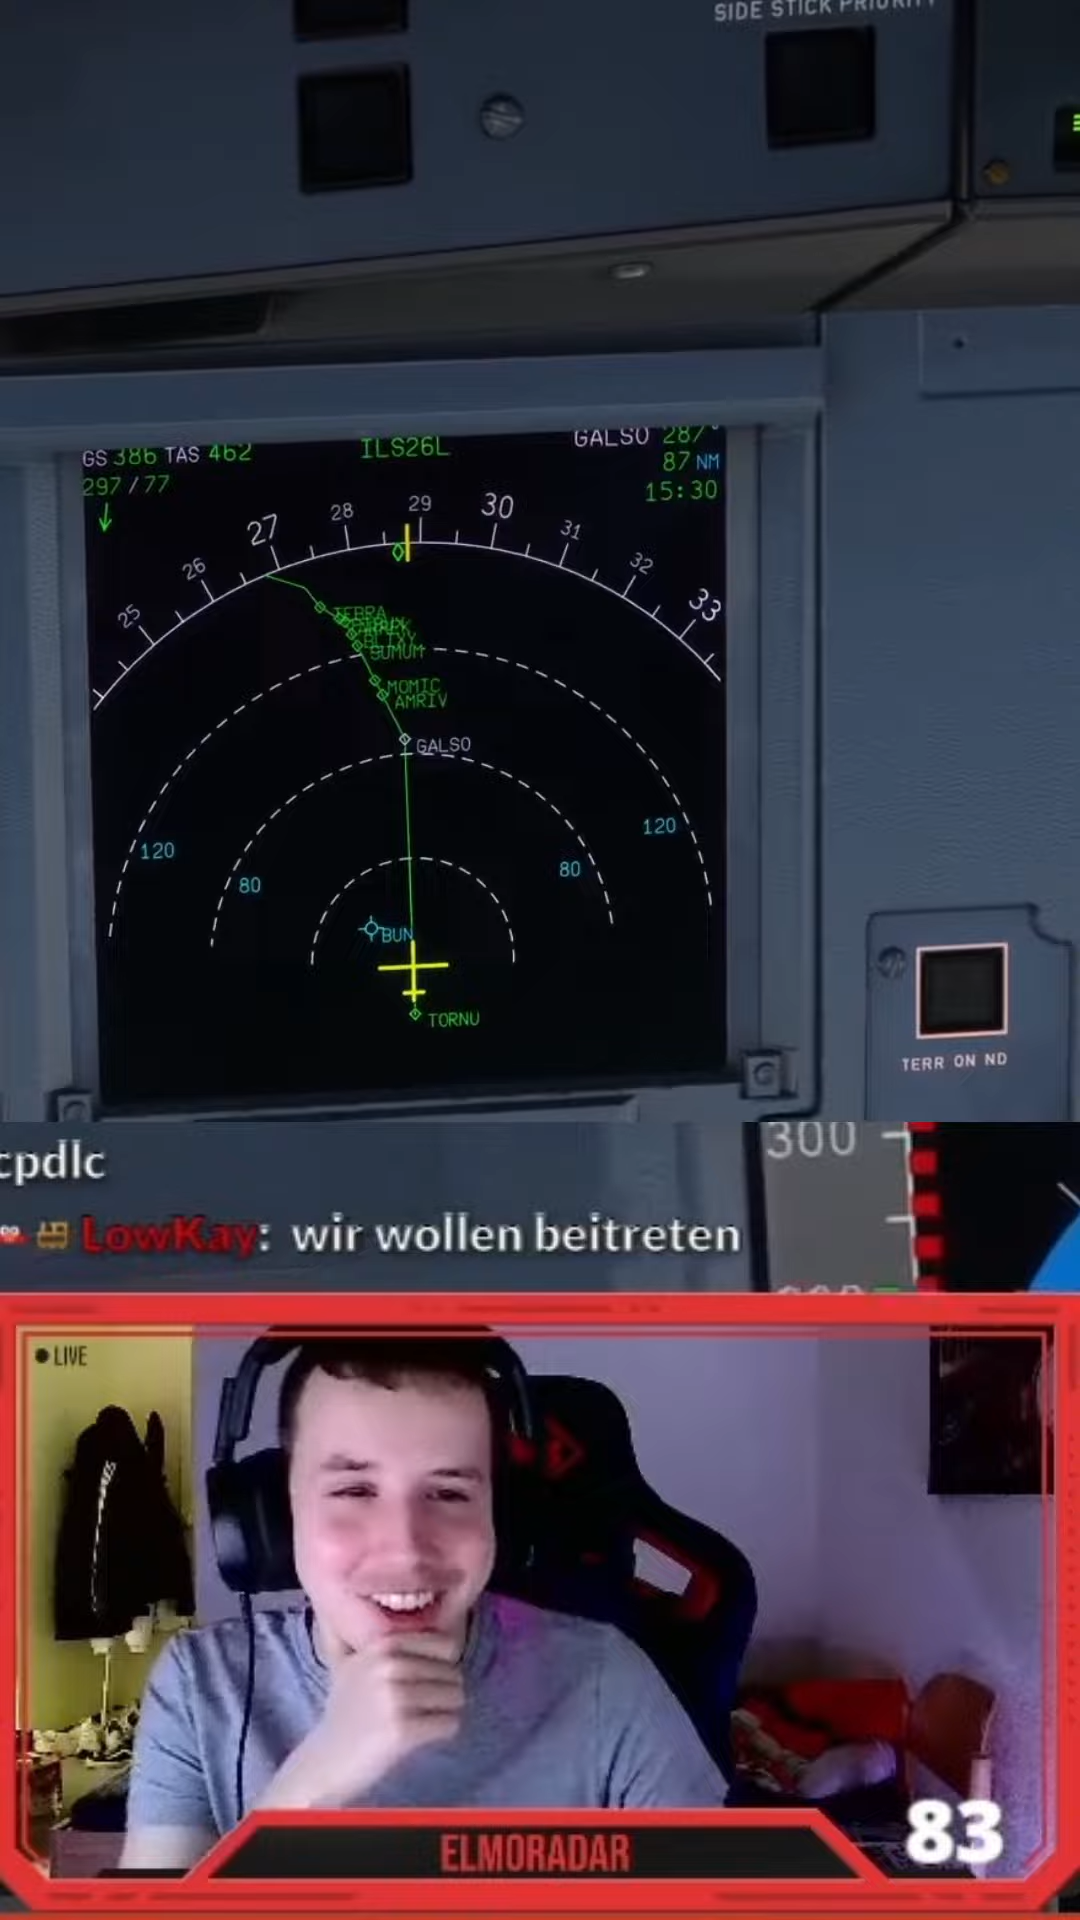 SIDE STICK PRIORITY
GS 386 TAS 462
ILS26L
GALSO 287°
297/77
87 NM
15:30
25
26
27
28
29
30
31
32
33
TEBRA
SUMUM
MOMIC
AMRIV
GALSO
120
120
80
80
BUN
TORNU
TERR ON ND
cpdlc
300
LowKay: wir wollen beitreten
LIVE
83
ELMORADAR